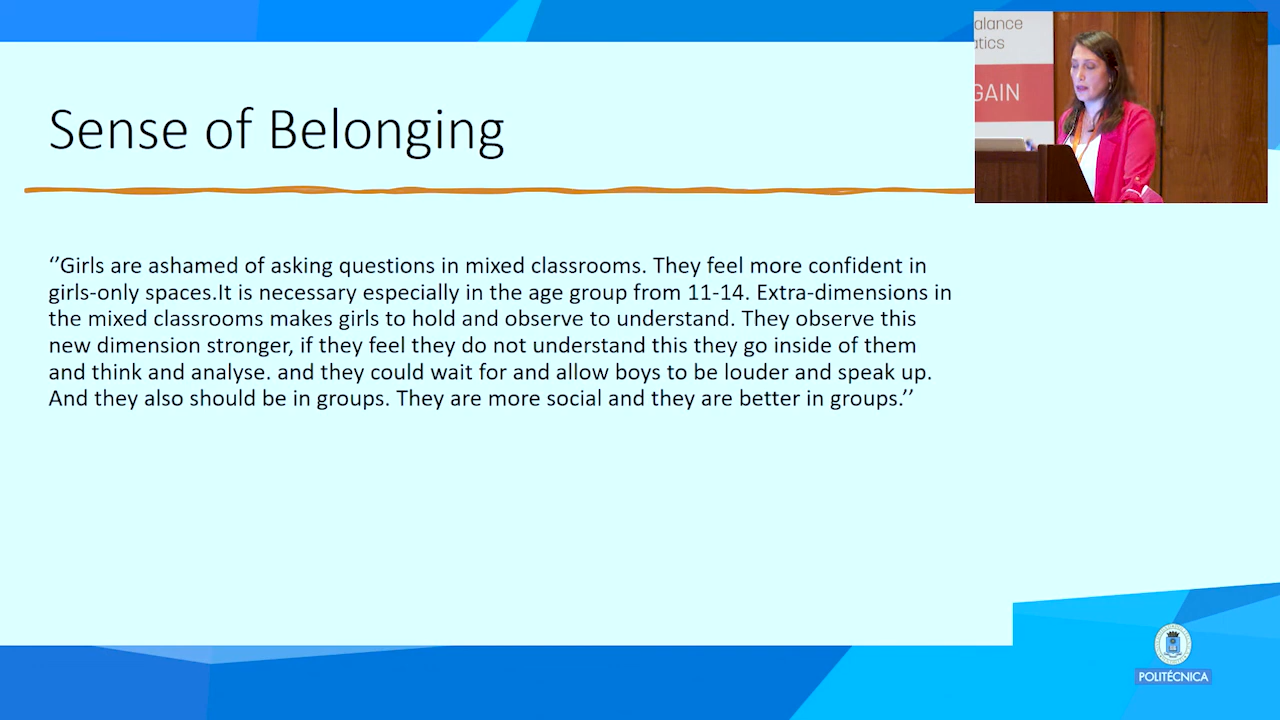 Sense of Belonging
‘’Girls are ashamed of asking questions in mixed classrooms. They feel more confident in
girls-only spaces.It is necessary especially in the age group from 11-14. Extra-dimensions in
the mixed classrooms makes girls to hold and observe to understand. They observe this
new dimension stronger, if they feel they do not understand this they go inside of them
and think and analyse. and they could wait for and allow boys to be louder and speak up.
And they also should be in groups. They are more social and they are better in groups.’’
alance
atics
GAIN
POLITÉCNICA